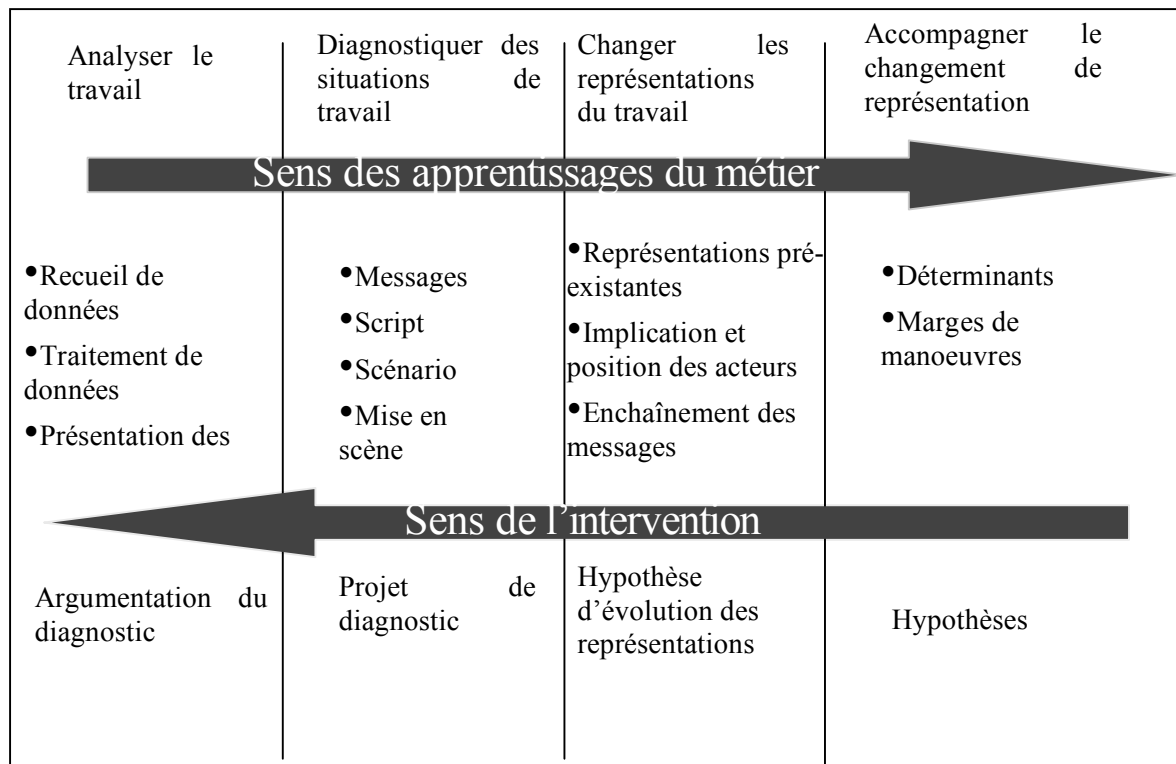 Analyser le
travail
Diagnostiquer des
situations de
travail
Changer les
représentations
du travail
Accompagner le
changement de
représentation
Sens des apprentissages du métier
•Recueil de
données
•Traitement de
données
•Présentation des
•Messages
•Script
•Scénario
•Mise en
scène
•Représentations pré-
existantes
•Implication et
position des acteurs
•Enchaînement des
messages
•Déterminants
•Marges de
manoeuvres
Sens de l’intervention
Argumentation du
diagnostic
Projet de
diagnostic
Hypothèse
d’évolution des
représentations
Hypothèses